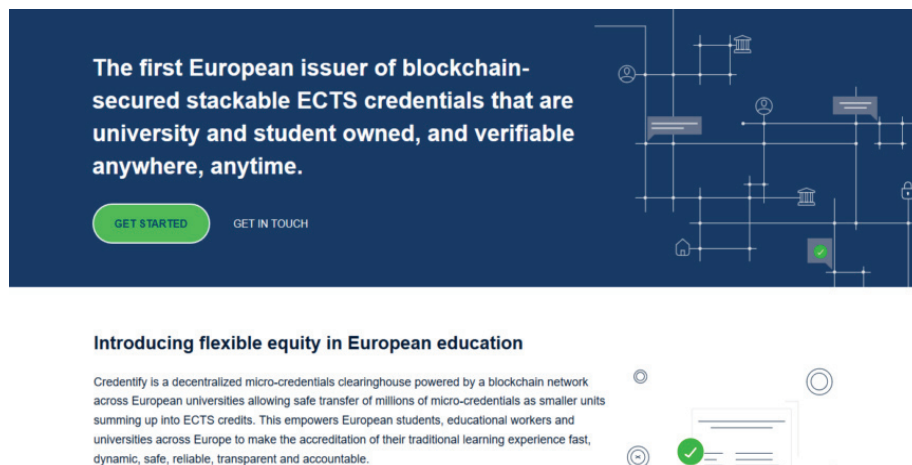 The first European issuer of blockchain-
secured stackable ECTS credentials that are
university and student owned, and verifiable
anywhere, anytime.
GET STARTED
GET IN TOUCH
Introducing flexible equity in European education
Credentify is a decentralized micro-credentials clearinghouse powered by a blockchain network
across European universities allowing safe transfer of millions of micro-credentials as smaller units
summing up into ECTS credits. This empowers European students, educational workers and
universities across Europe to make the accreditation of their traditional learning experience fast,
dynamic, safe, reliable, transparent and accountable.